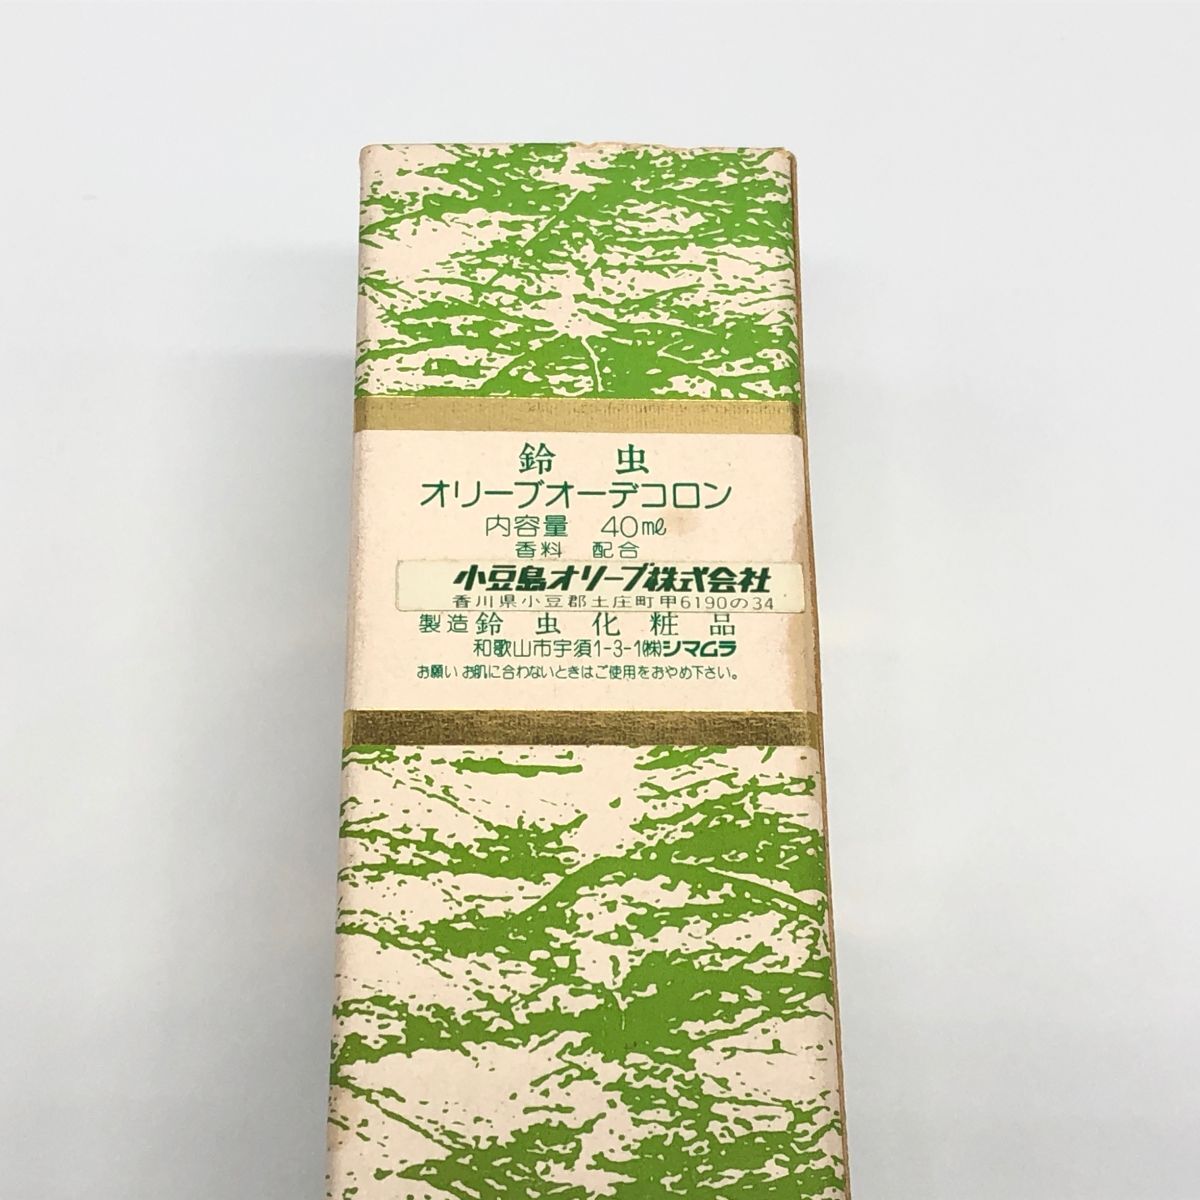 鈴 虫
オリーブオーデコロン
内容量 40ml
香料 配合
小豆島オリーブ株式会社
香川県小豆郡土庄町甲6190の34
製造 鈴虫化粧品
和歌山市宇須1-3-1㈱シマムラ
お願い お肌に合わないときはご使用をおやめ下さい。